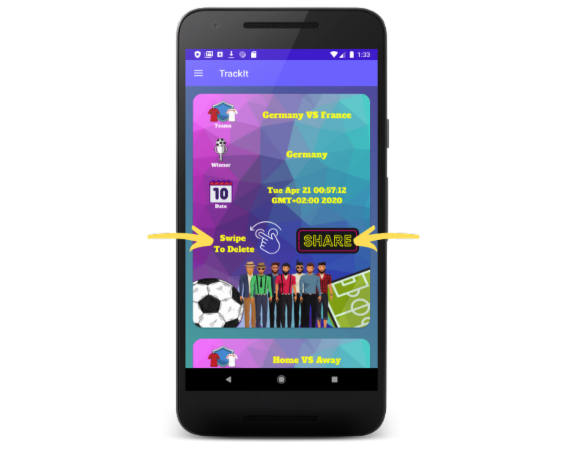 1:33
TrackIt
Teams
Germany VS France
Winner
Germany
10
Date
Tue Apr 21 00:57:12
GMT+02:00 2020
Swipe
To Delete
SHARE
Home VS Away